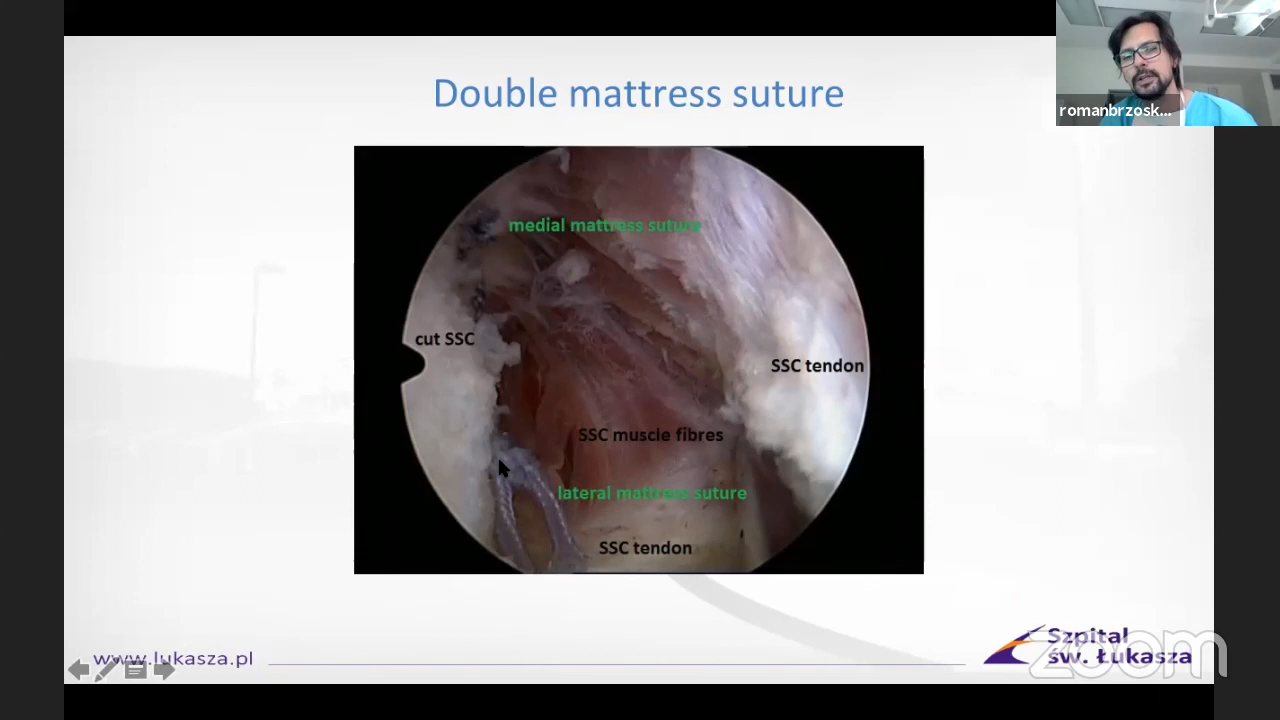 Double mattress suture
romanbrzosk...
medial mattress suture
cut SSC
SSC tendon
SSC muscle fibres
lateral mattress suture
SSC tendon
www.lukasza.pl
Szpital
św. Łukasza
zoom